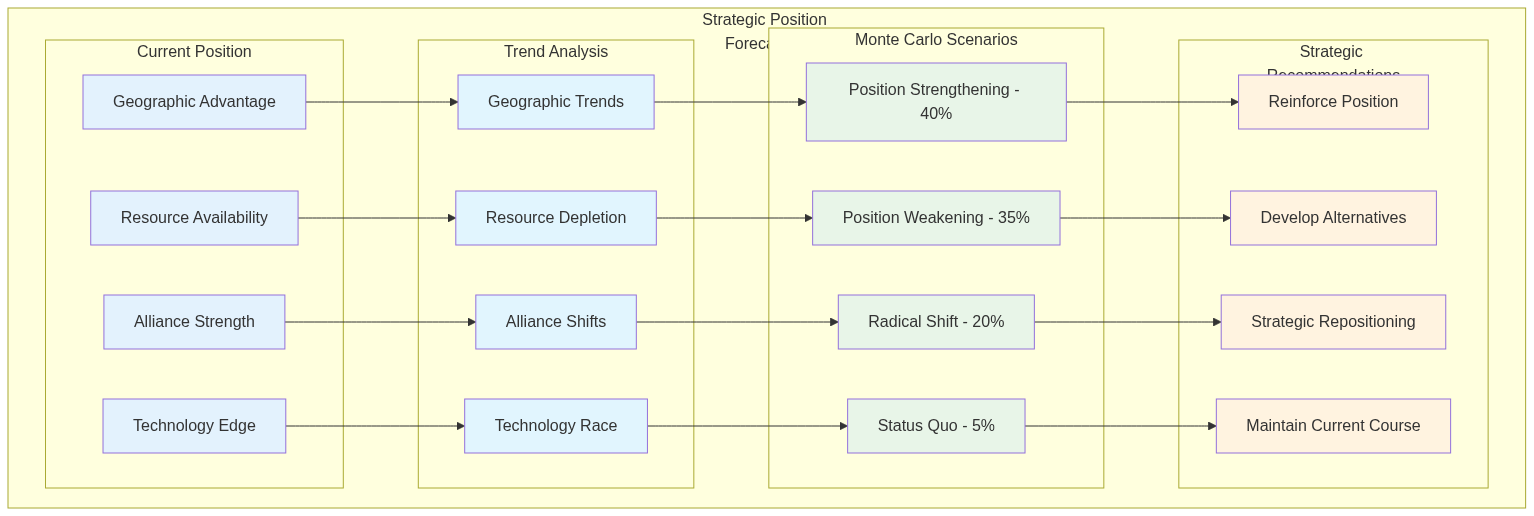 Strategic Position
Current Position
Trend Analysis
Monte Carlo Scenarios
Strategic
Recommendations
Geographic Advantage
Geographic Trends
Position Strengthening -
40%
Reinforce Position
Resource Availability
Resource Depletion
Position Weakening - 35%
Develop Alternatives
Alliance Strength
Alliance Shifts
Radical Shift - 20%
Strategic Repositioning
Technology Edge
Technology Race
Status Quo - 5%
Maintain Current Course